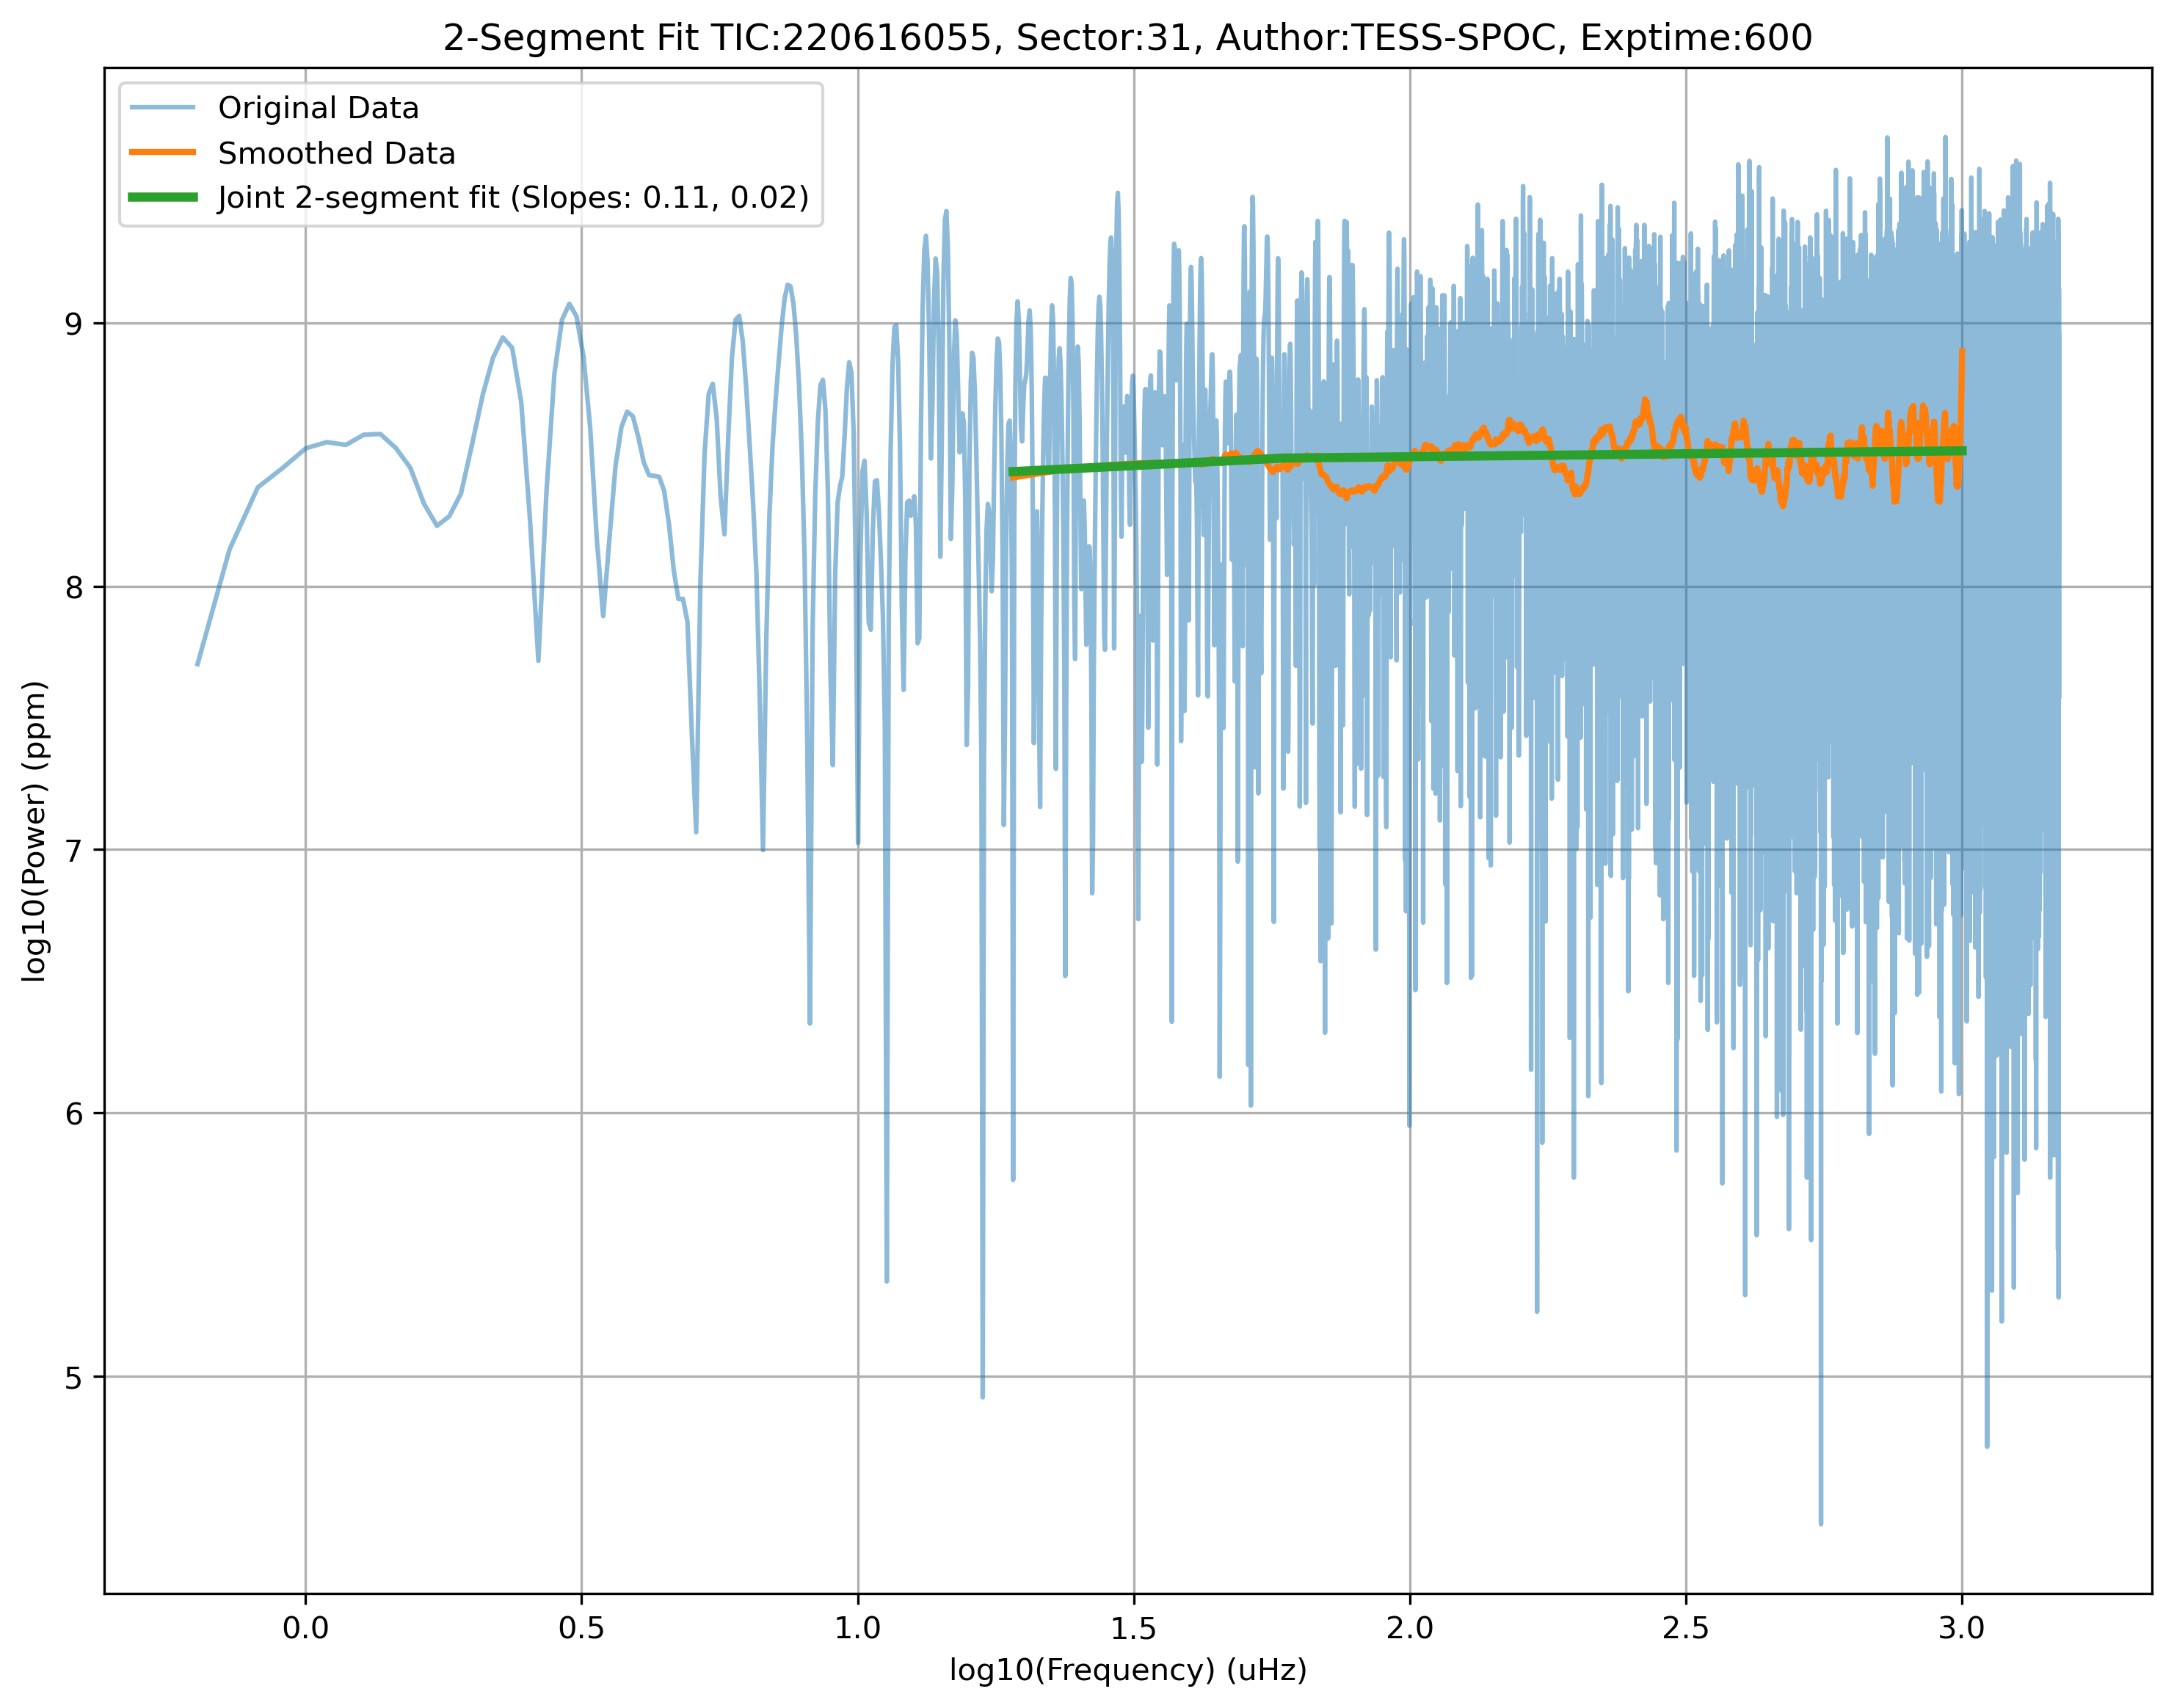 2-Segment Fit TIC:220616055, Sector:31, Author:TESS-SPOC, Exptime:600
Original Data
Smoothed Data
Joint 2-segment fit (Slopes: 0.11, 0.02)
log10(Power) (ppm)
9
8
7
6
5
0.0 0.5 1.0 1.5 2.0 2.5 3.0
log10(Frequency) (uHz)